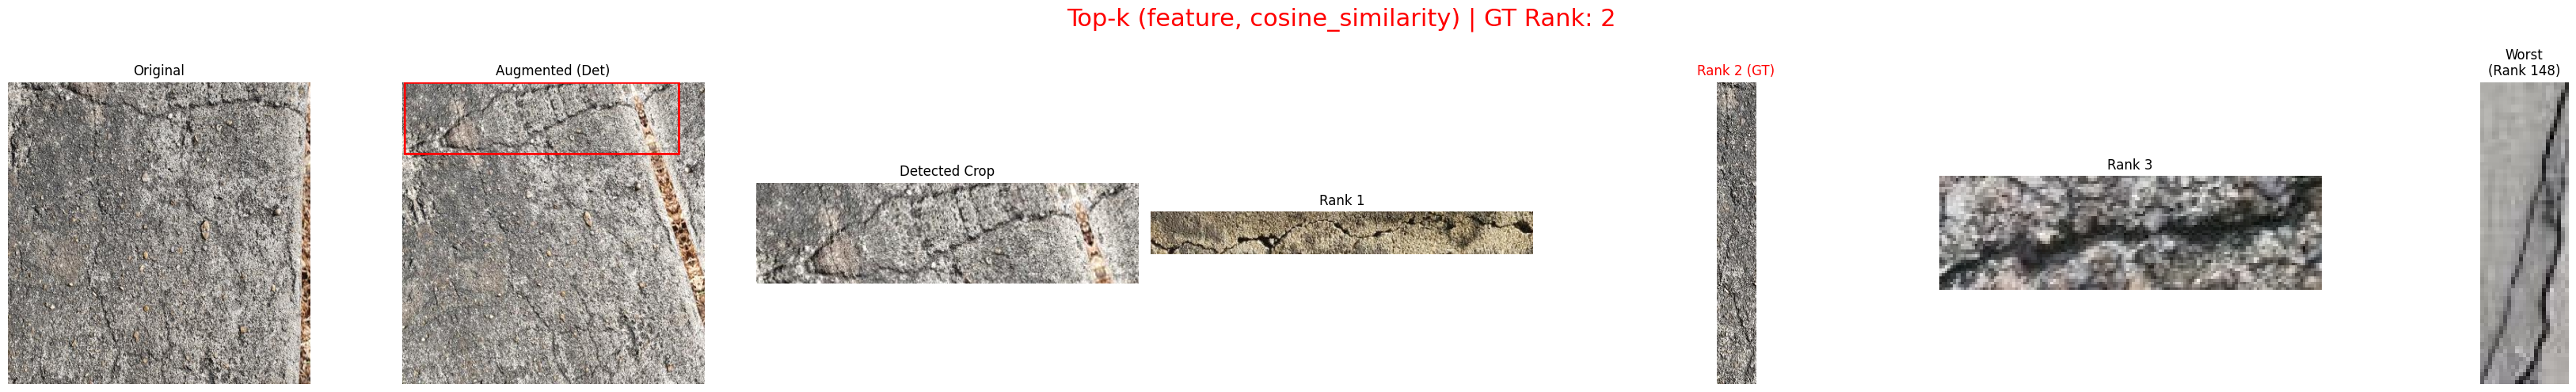 Top-k (feature, cosine_similarity) | GT Rank: 2
Original
Augmented (Det)
Detected Crop
Rank 1
Rank 2 (GT)
Rank 3
Worst
(Rank 148)